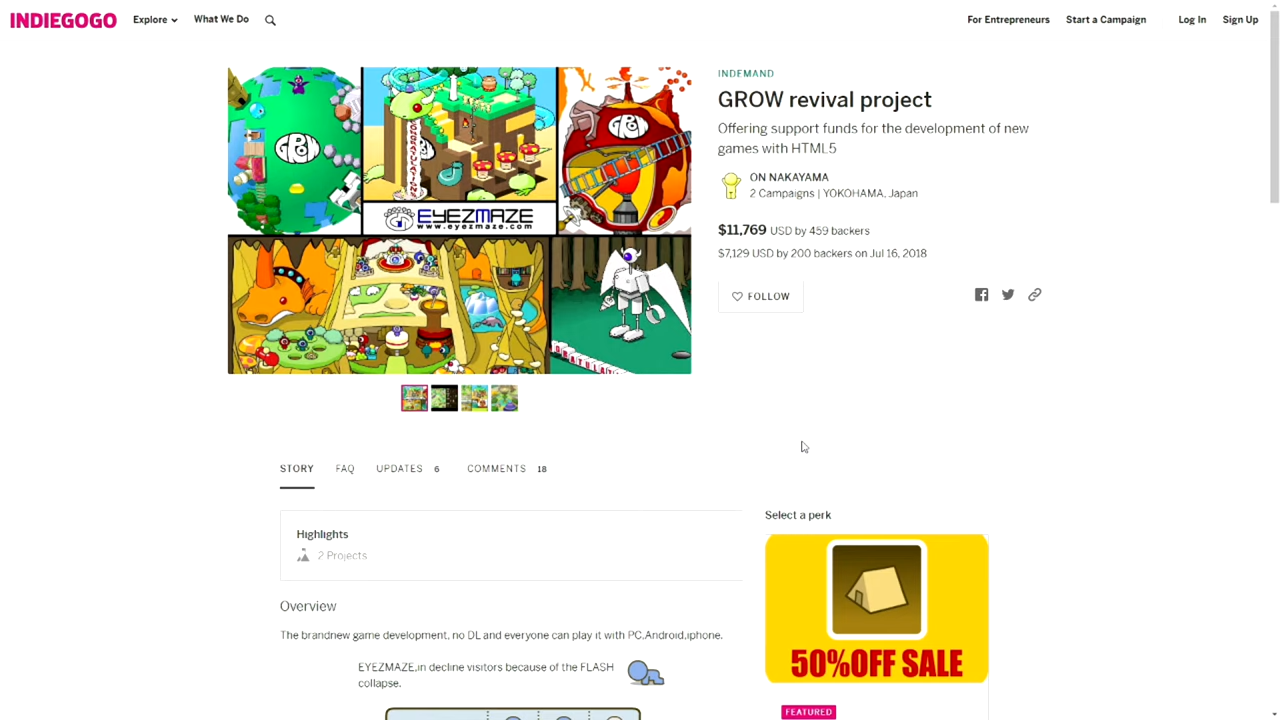 INDIEGOGO
Explore
What We Do
For Entrepreneurs
Start a Campaign
Log In
Sign Up
GROW
GROW
CONGRATULATIONS
EYEZMAZE
www.eyezmaze.com
INDEMAND
GROW revival project
Offering support funds for the development of new
games with HTML5
ON NAKAYAMA
2 Campaigns | YOKOHAMA, Japan
$11,769 USD by 459 backers
$7,129 USD by 200 backers on Jul 16, 2018
FOLLOW
STORY
FAQ
UPDATES 6
COMMENTS 18
Highlights
2 Projects
Overview
The brandnew game development, no DL and everyone can play it with PC,Android,iphone.
EYEZMAZE,in decline visitors because of the FLASH
collapse.
Select a perk
50%OFF SALE
FEATURED